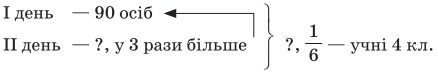 І день — 90 осіб
ІІ день — ?, у 3 рази більше
?, 1/6 — учні 4 кл.